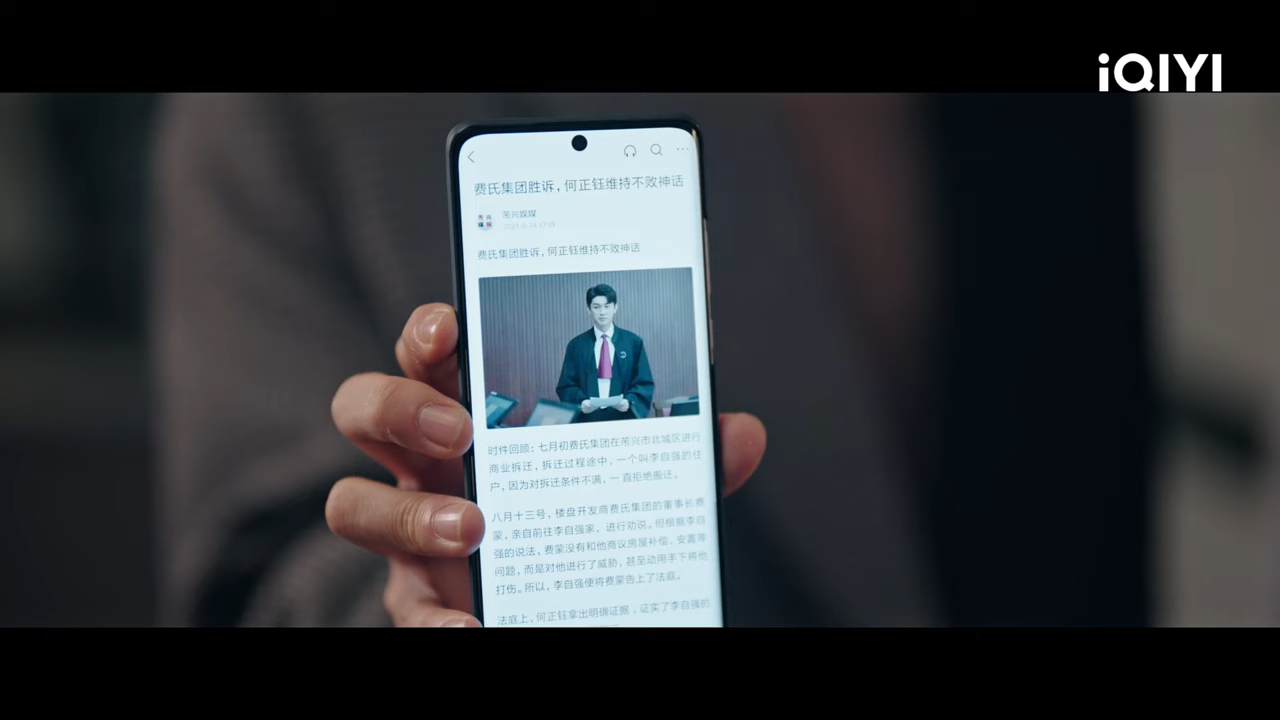 iQIYI
费氏集团胜诉，何正钰维持不败神话
芾兴娱媒
费氏集团胜诉，何正钰维持不败神话
时件回顾：七月初费氏集团在芾兴市北城区进行
商业拆迁，拆迁过程途中，一个叫李自强的住
户，因为对拆迁条件不满，一直拒绝搬迁。
八月十三号，楼盘开发商费氏集团的董事长费
蒙，亲自前往李自强家，进行劝说。但根据李自
强的说法，费蒙没有和他商议房屋补偿、安置等
问题，而是对他进行了威胁，甚至动用手下将他
打伤。所以，李自强便将费蒙告上了法庭。
法庭上，何正钰拿出明确证据，证实了李自强的